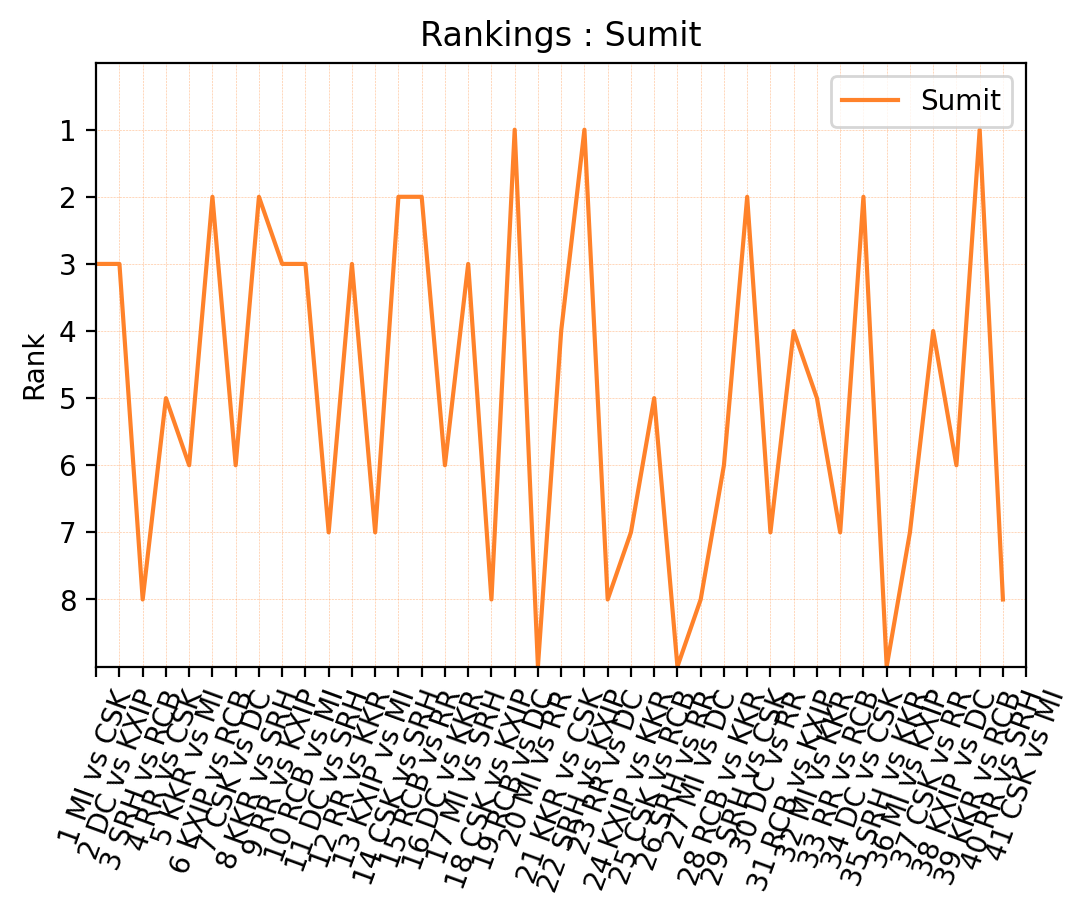 Rankings : Sumit
Sumit
Rank
1
2
3
4
5
6
7
8
1 MI vs CSK
2 DC vs KXIP
3 SRH vs RCB
4 RR vs CSK
5 KKR vs MI
6 KXIP vs RCB
7 CSK vs DC
8 KKR vs SRH
9 RR vs KXIP
10 RCB vs MI
11 DC vs SRH
12 RR vs KKR
13 KXIP vs MI
14 CSK vs SRH
15 RCB vs RR
16 DC vs KKR
17 MI vs SRH
18 CSK vs KXIP
19 RCB vs DC
20 MI vs RR
21 KKR vs CSK
22 SRH vs KXIP
23 RR vs DC
24 KXIP vs KKR
25 CSK vs RCB
26 SRH vs RR
27 MI vs DC
28 RCB vs KKR
29 SRH vs CSK
30 DC vs RR
31 RCB vs KXIP
32 MI vs KKR
33 RR vs RCB
34 DC vs CSK
35 SRH vs KKR
36 MI vs KXIP
37 CSK vs RR
38 KXIP vs DC
39 KKR vs RCB
40 RR vs SRH
41 CSK vs MI